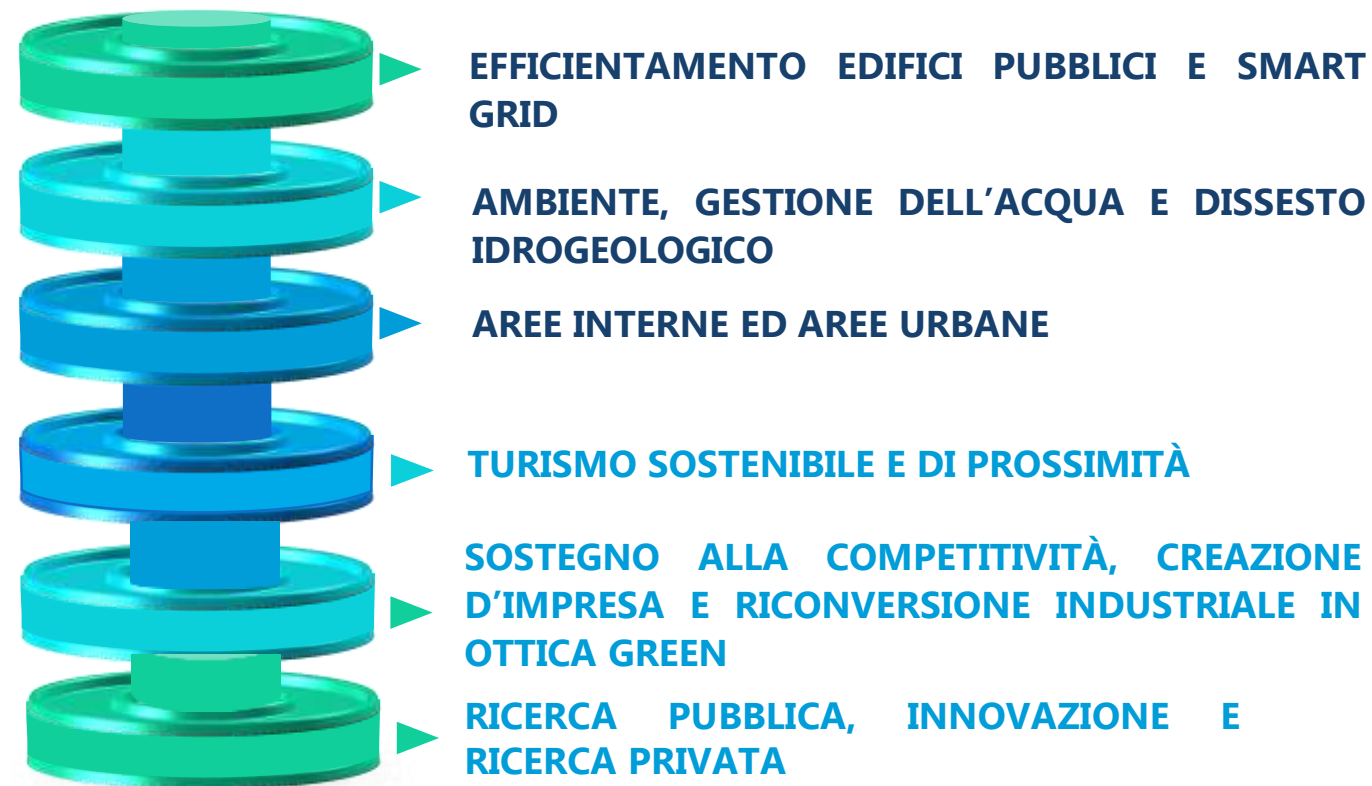 EFFICIENTAMENTO EDIFICI PUBBLICI E SMART
GRID
AMBIENTE, GESTIONE DELL’ACQUA E DISSESTO
IDROGEOLOGICO
AREE INTERNE ED AREE URBANE
TURISMO SOSTENIBILE E DI PROSSIMITÀ
SOSTEGNO ALLA COMPETITIVITÀ, CREAZIONE
D’IMPRESA E RICONVERSIONE INDUSTRIALE IN
OTTICA GREEN
RICERCA PUBBLICA, INNOVAZIONE E
RICERCA PRIVATA